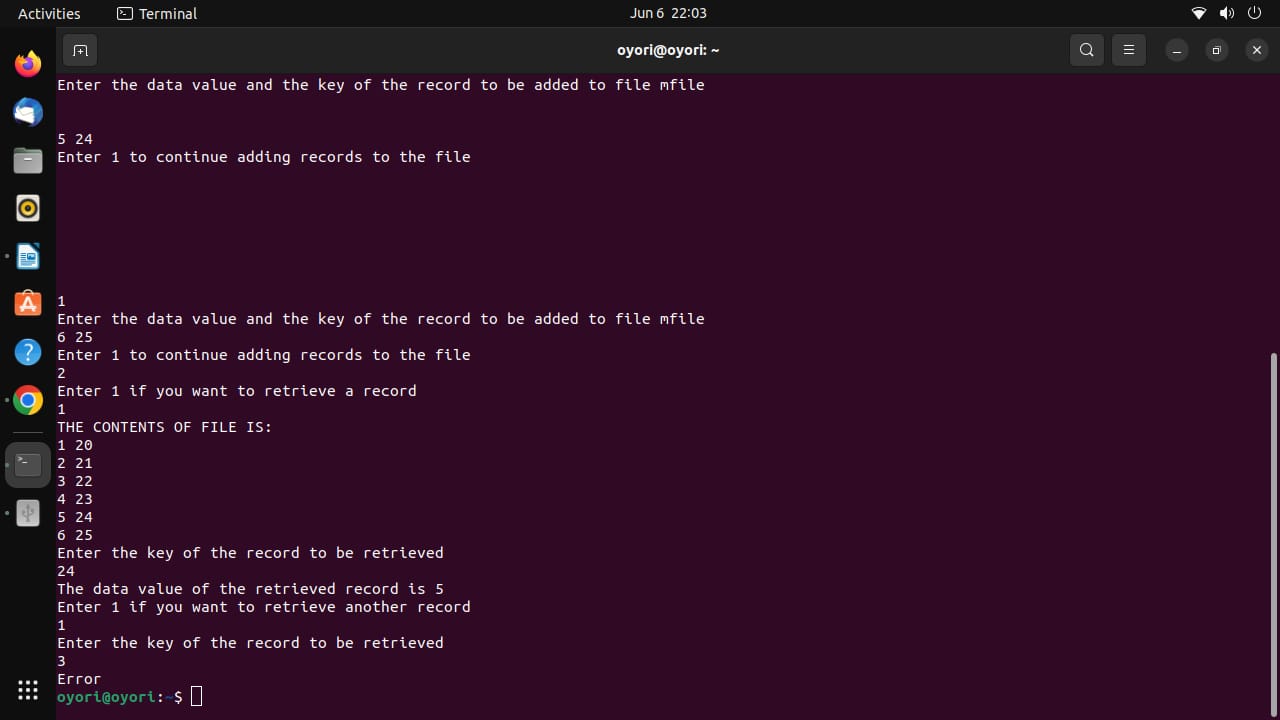 Activities
Terminal
Jun 6 22:03
oyori@oyori: ~
Enter the data value and the key of the record to be added to file mfile
5 24
Enter 1 to continue adding records to the file
1
Enter the data value and the key of the record to be added to file mfile
6 25
Enter 1 to continue adding records to the file
2
Enter 1 if you want to retrieve a record
1
THE CONTENTS OF FILE IS:
1 20
2 21
3 22
4 23
5 24
6 25
Enter the key of the record to be retrieved
24
The data value of the retrieved record is 5
Enter 1 if you want to retrieve another record
1
Enter the key of the record to be retrieved
3
Error
oyori@oyori:~$